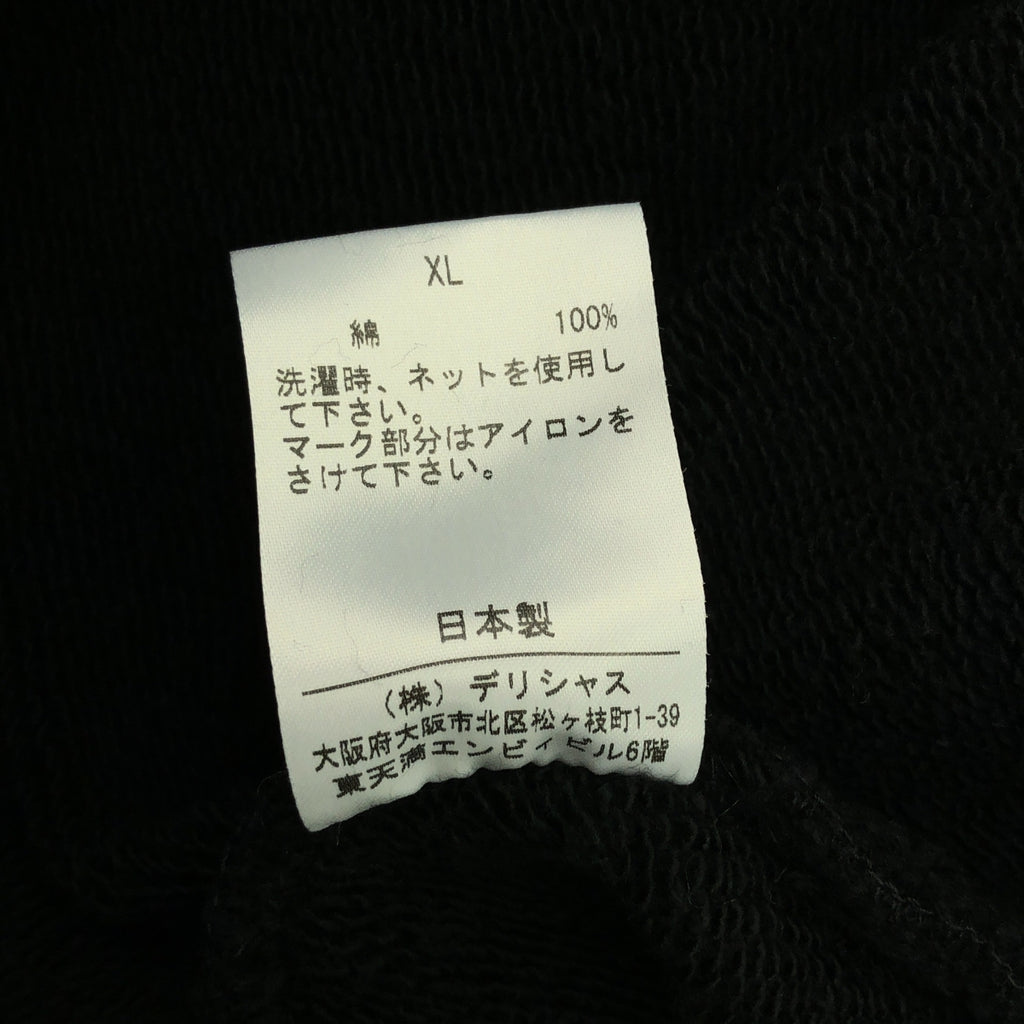 XL
綿 100%
洗濯時、ネットを使用し
て下さい。
マーク部分はアイロンを
さけて下さい。
日本製
(株) デリシャス
大阪府大阪市北区松ヶ枝町1-39
東天満エンビイビル6階